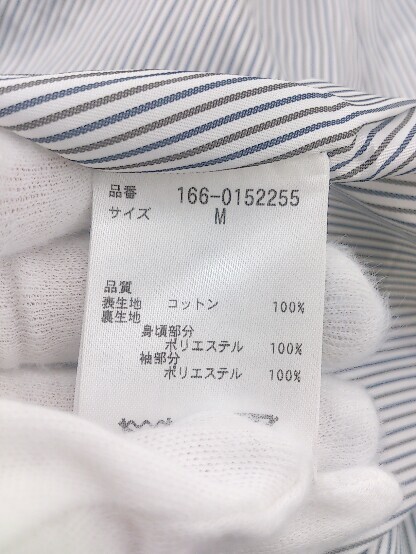 品番 166-0152255
サイズ M
品質
表生地 コットン 100%
裏生地
身頃部分
ポリエステル 100%
袖部分
ポリエステル 100%